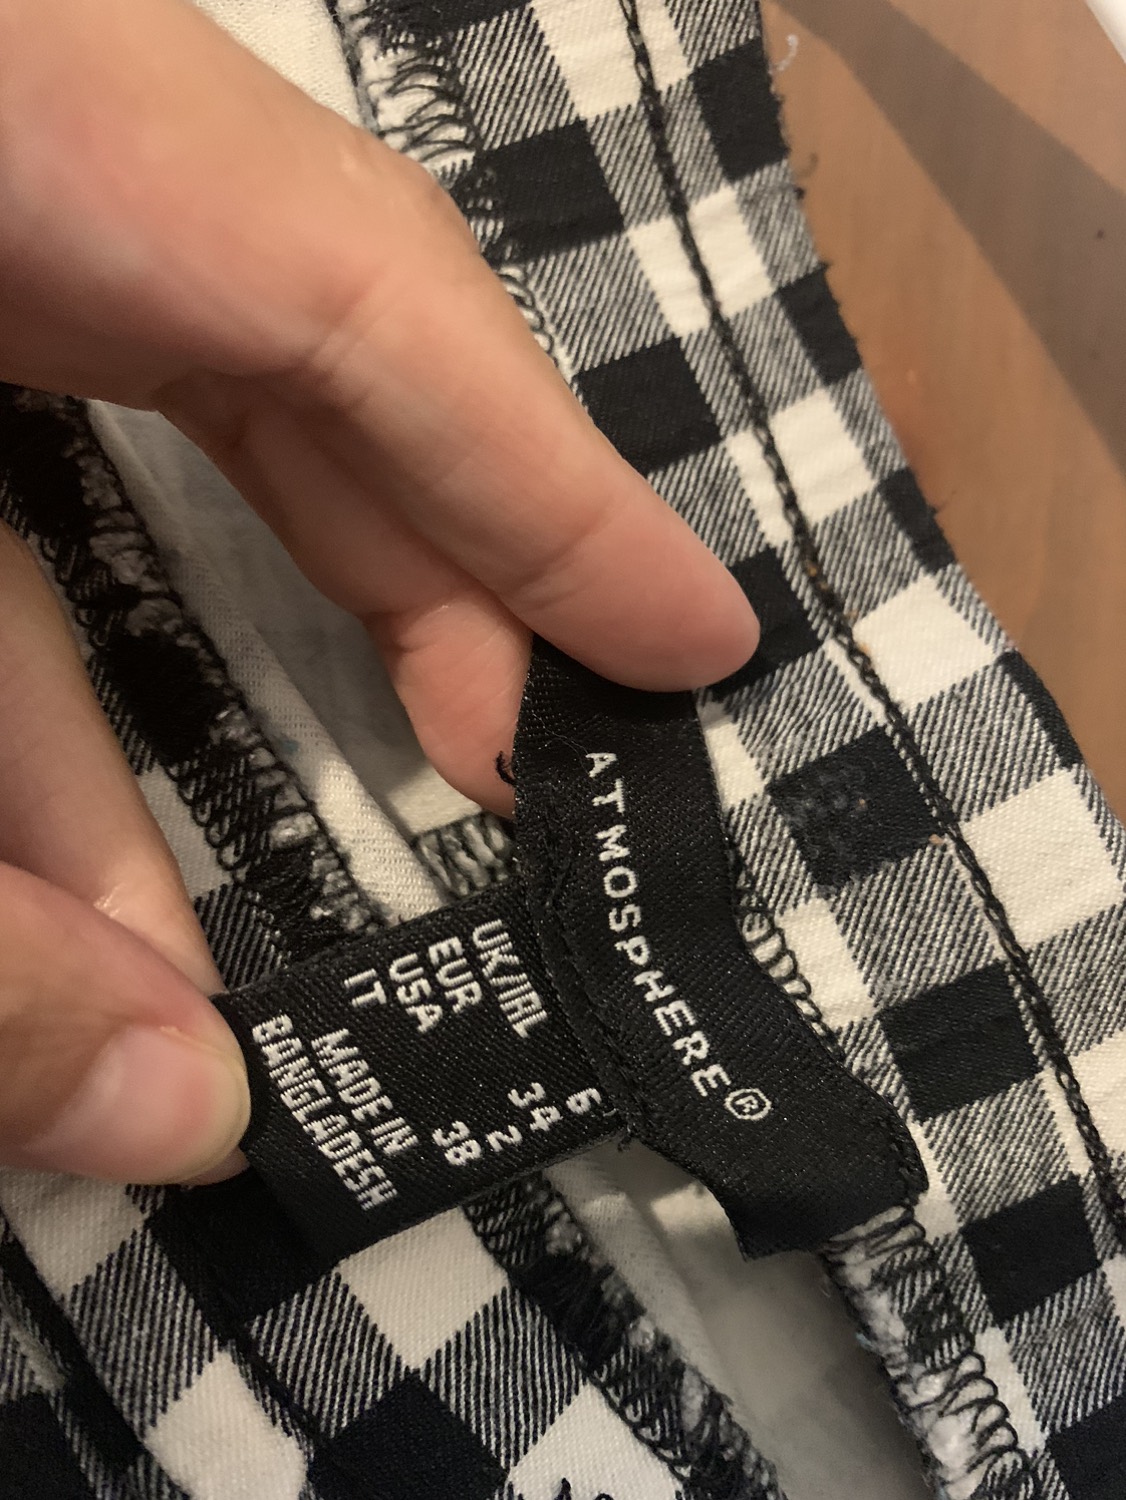 ATMOSPHERE®
UK/IRL 6
EUR 34
USA 2
IT 38
MADE IN
BANGLADESH